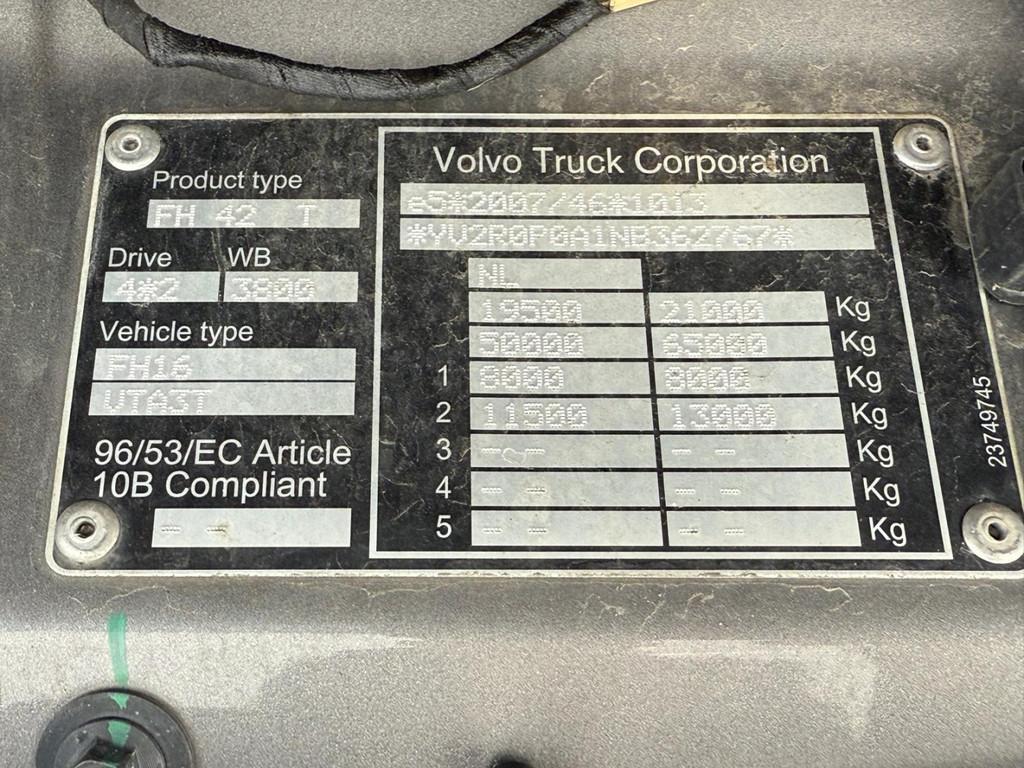 Volvo Truck Corporation
Product type
FH 42 T
e5*2007/46*1013
*YV2R0P0A1NB362767*
Drive WB
4*2 3800
NL
19500 21000 Kg
Vehicle type
50000 65000 Kg
FH16
1 8000 8000 Kg
VTA3T
2 11500 13000 Kg
96/53/EC Article
10B Compliant
3 -- -- -- -- Kg
4 -- -- -- -- Kg
-- --
5 -- -- -- -- Kg
23749745